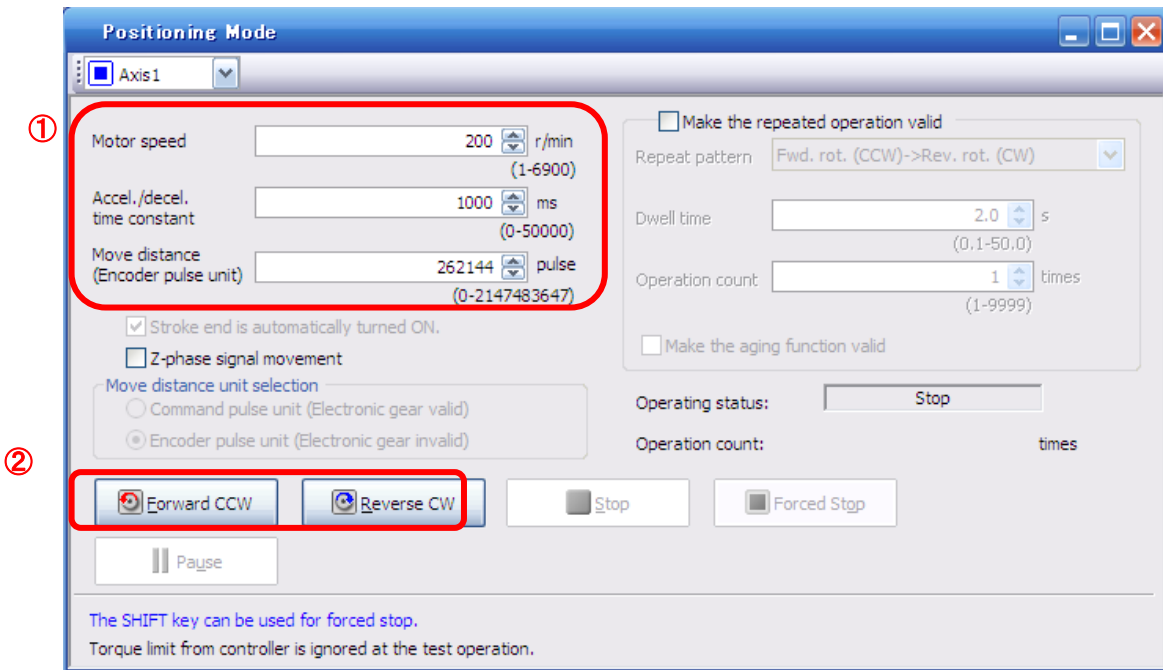 Positioning Mode
Axis1
①
Motor speed 200 r/min
(1-6900)
Accel./decel.
time constant 1000 ms
(0-50000)
Move distance
(Encoder pulse unit) 262144 pulse
(0-2147483647)
Stroke end is automatically turned ON.
Z-phase signal movement
Move distance unit selection
Command pulse unit (Electronic gear valid)
Encoder pulse unit (Electronic gear invalid)
Make the repeated operation valid
Repeat pattern Fwd. rot. (CCW)->Rev. rot. (CW)
Dwell time 2.0 s
(0.1-50.0)
Operation count 1 times
(1-9999)
Make the aging function valid
Operating status: Stop
Operation count: times
②
Forward CCW Reverse CW Stop Forced Stop
Pause
The SHIFT key can be used for forced stop.
Torque limit from controller is ignored at the test operation.